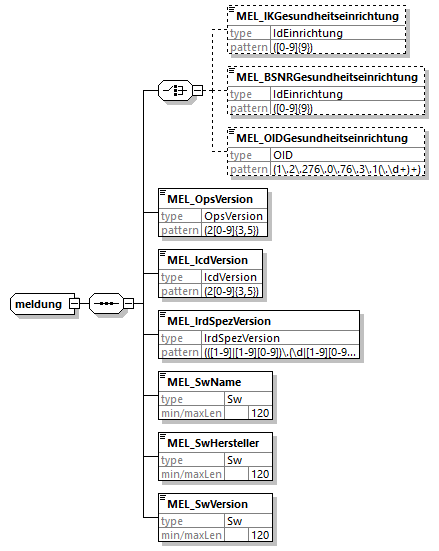 MEL_IKGesundheitseinrichtung
type IdEinrichtung
pattern ([0-9]{9})
MEL_BSNRGesundheitseinrichtung
type IdEinrichtung
pattern ([0-9]{9})
MEL_OIDGesundheitseinrichtung
type OID
pattern (1\.2\.276\.0\.76\.3\.1(\.\d+)+)
MEL_OpsVersion
type OpsVersion
pattern (2[0-9]{3,5})
MEL_IcdVersion
type IcdVersion
pattern (2[0-9]{3,5})
meldung
MEL_IrdSpezVersion
type IrdSpezVersion
pattern (([1-9]|[1-9][0-9])\.(\d|[1-9][0-9...
MEL_SwName
type Sw
min/maxLen 120
MEL_SwHersteller
type Sw
min/maxLen 120
MEL_SwVersion
type Sw
min/maxLen 120